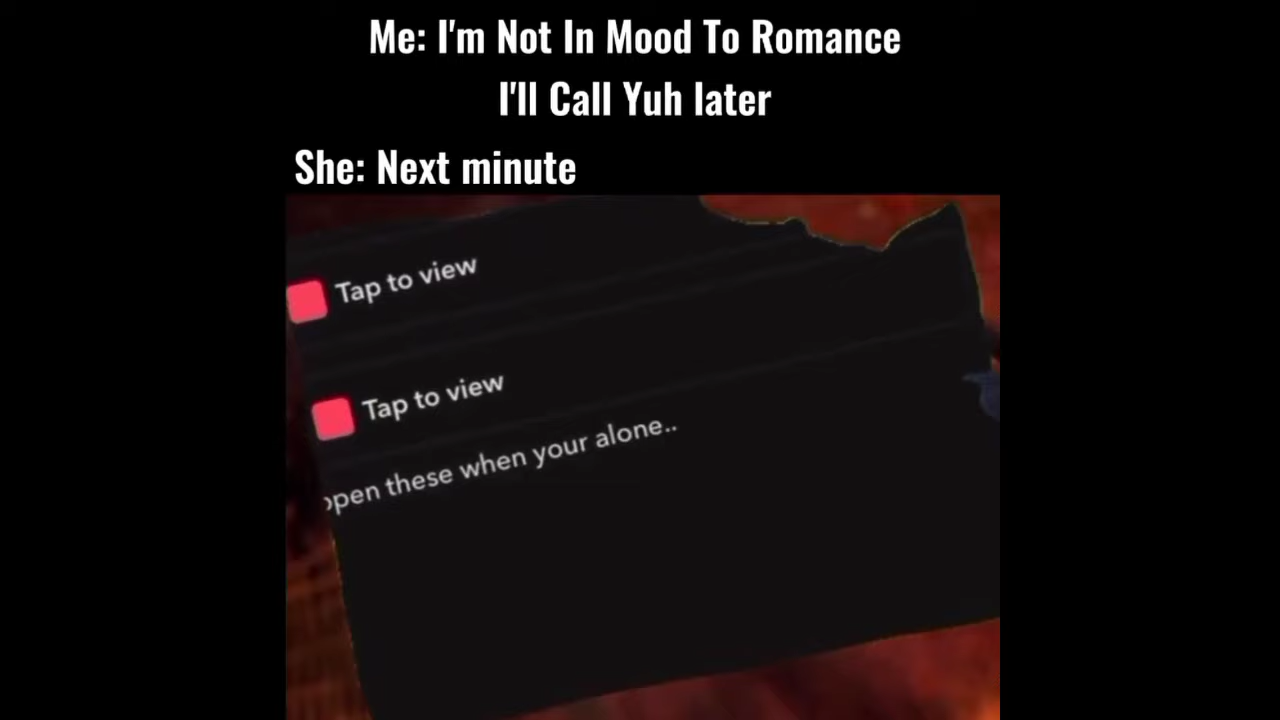 Me: I'm Not In Mood To Romance
I'll Call Yuh later
She: Next minute
Tap to view
Tap to view
open these when your alone..